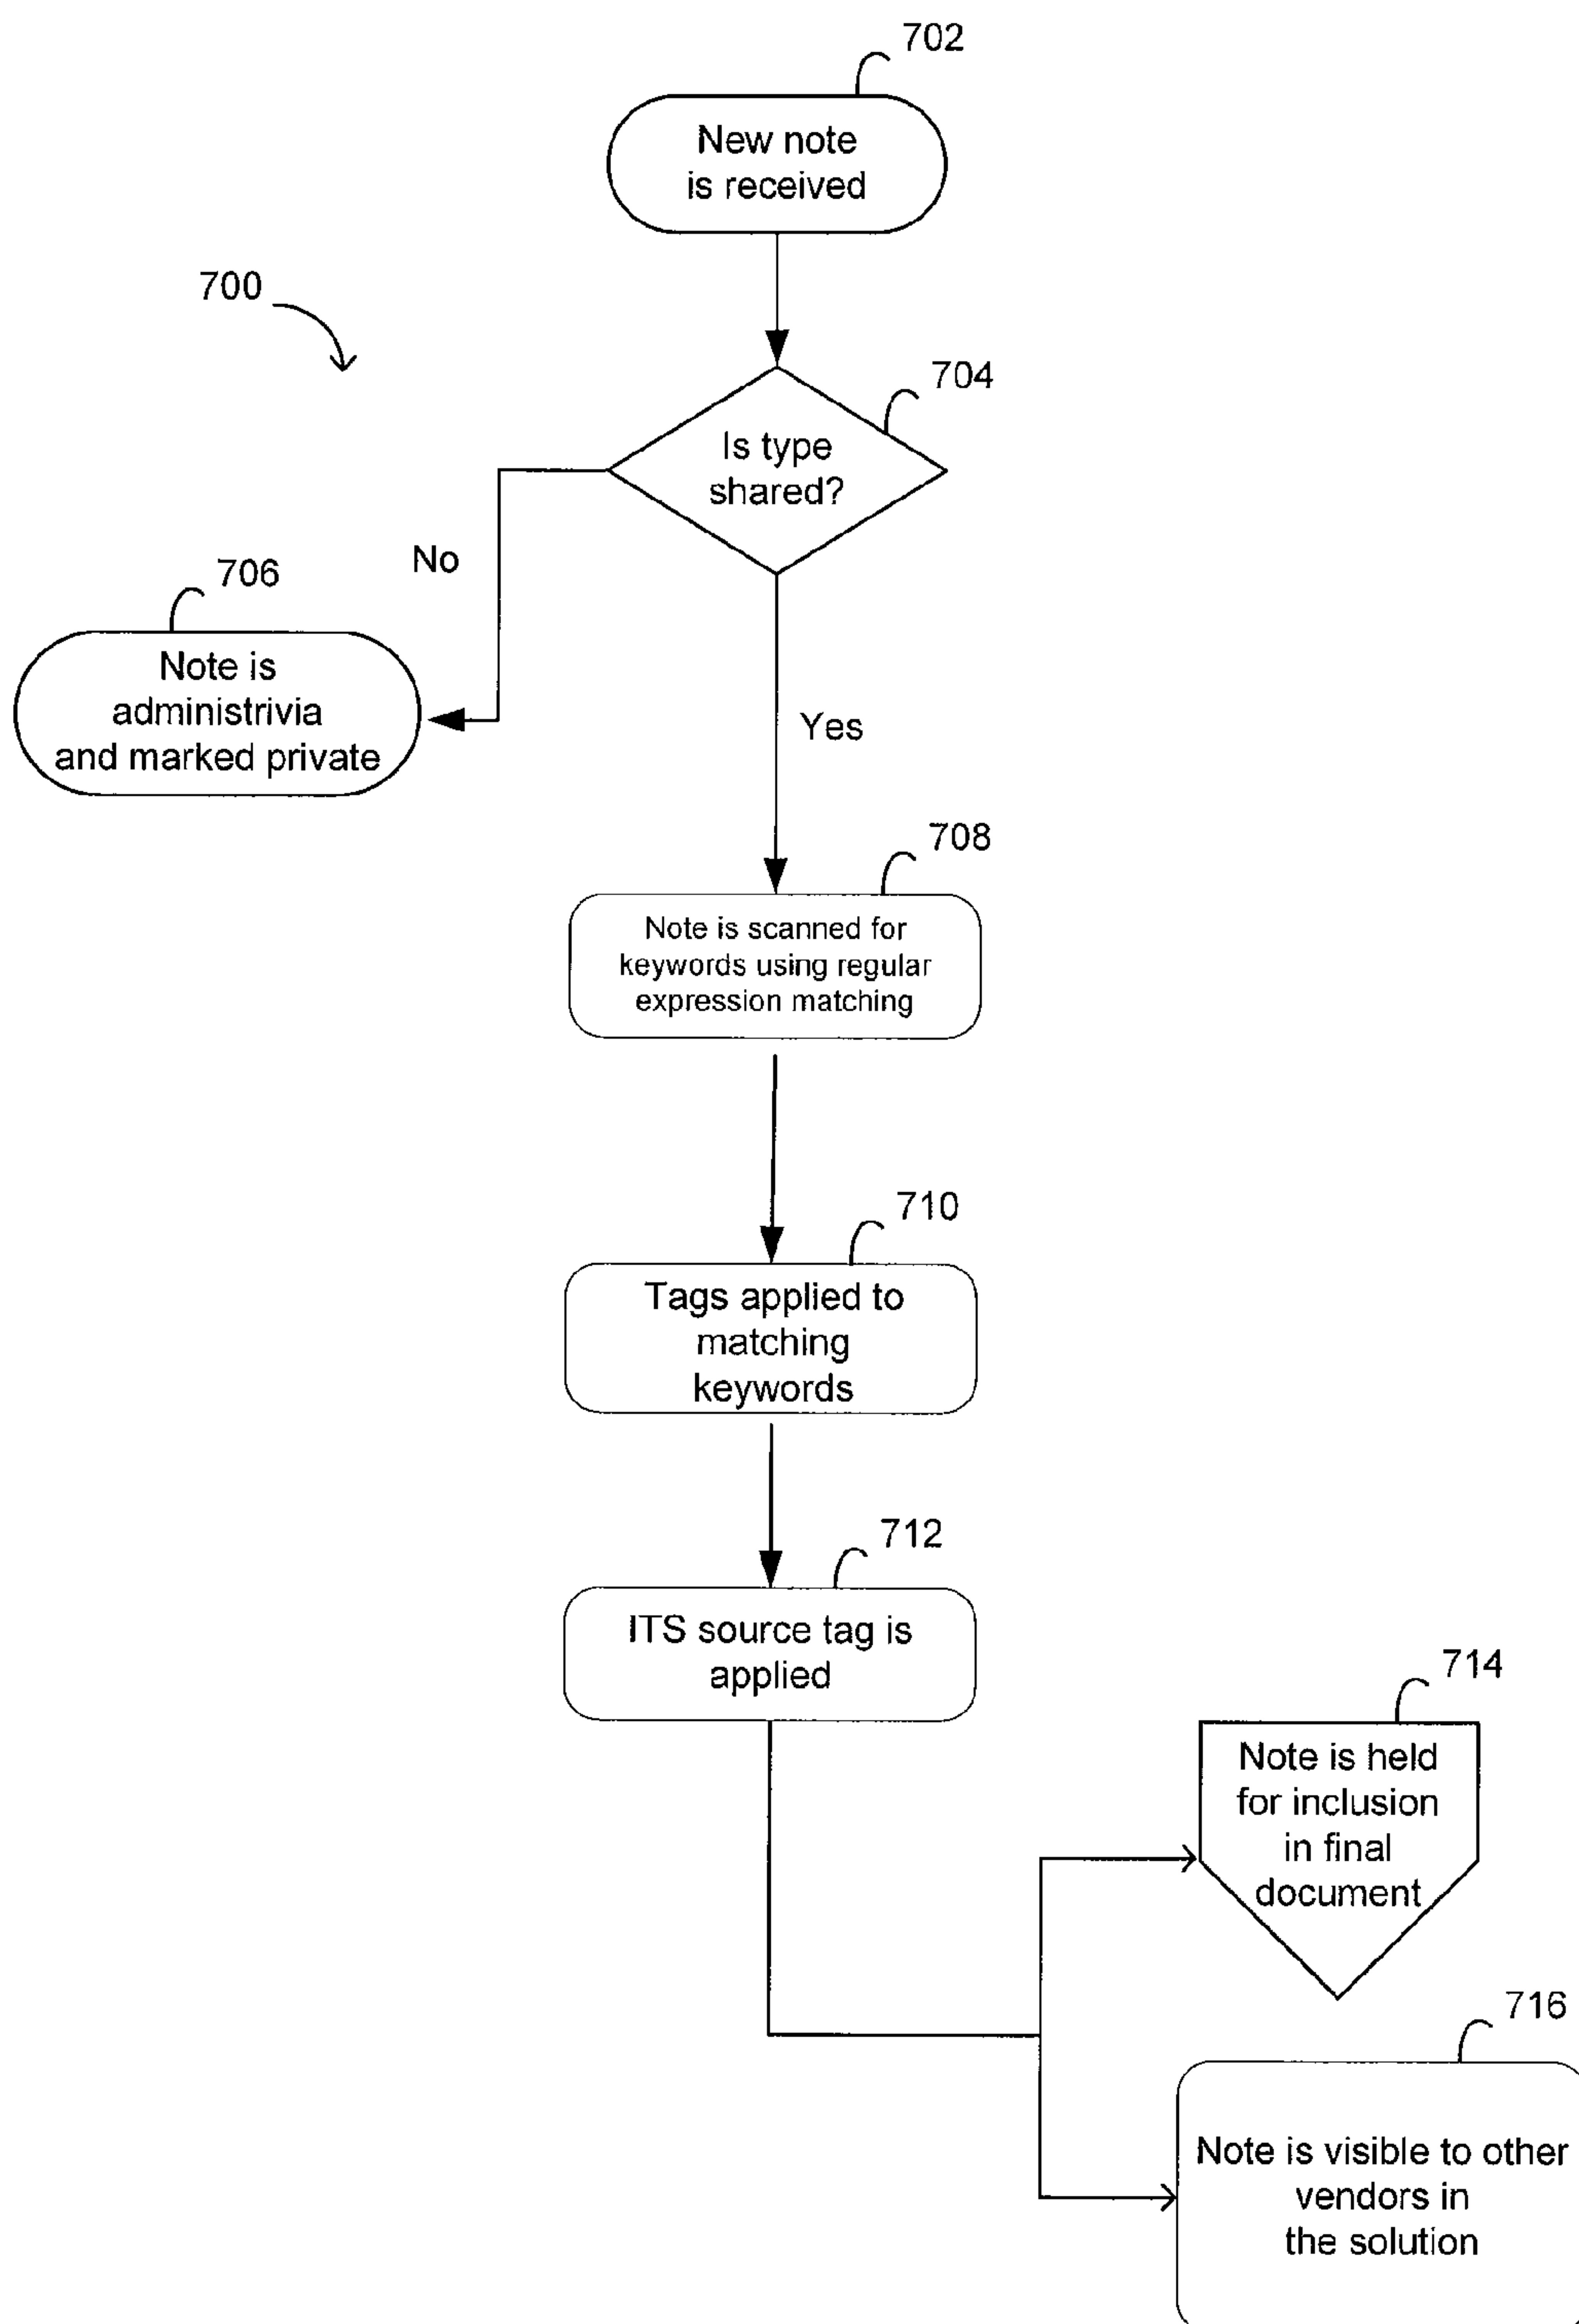 702
New note
is received
700
704
Is type
shared?
No
706
Note is
administrivia
and marked private
Yes
708
Note is scanned for
keywords using regular
expression matching
710
Tags applied to
matching
keywords
712
ITS source tag is
applied
714
Note is held
for inclusion
in final
document
716
Note is visible to other
vendors in
the solution